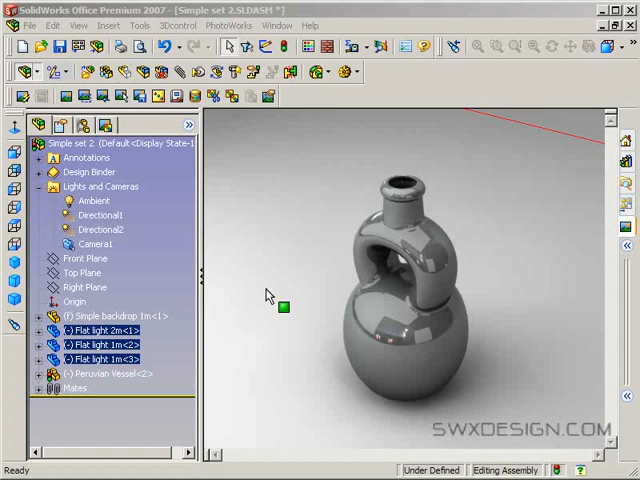 SolidWorks Office Premium 2007 - [Simple set 2.SLDASM]
File Edit View Insert Tools 3Dcontrol PhotoWorks Window Help
Simple set 2 (Default<Display State-1
Annotations
Design Binder
Lights and Cameras
Ambient
Directional1
Directional2
Camera1
Front Plane
Top Plane
Right Plane
Origin
(f) Simple backdrop 1m<1>
(-) Flat light 2m<1>
(-) Flat light 1m<2>
(-) Flat light 1m<3>
(-) Peruvian Vessel<2>
Mates
SWXDESIGN.COM
Ready Under Defined Editing Assembly